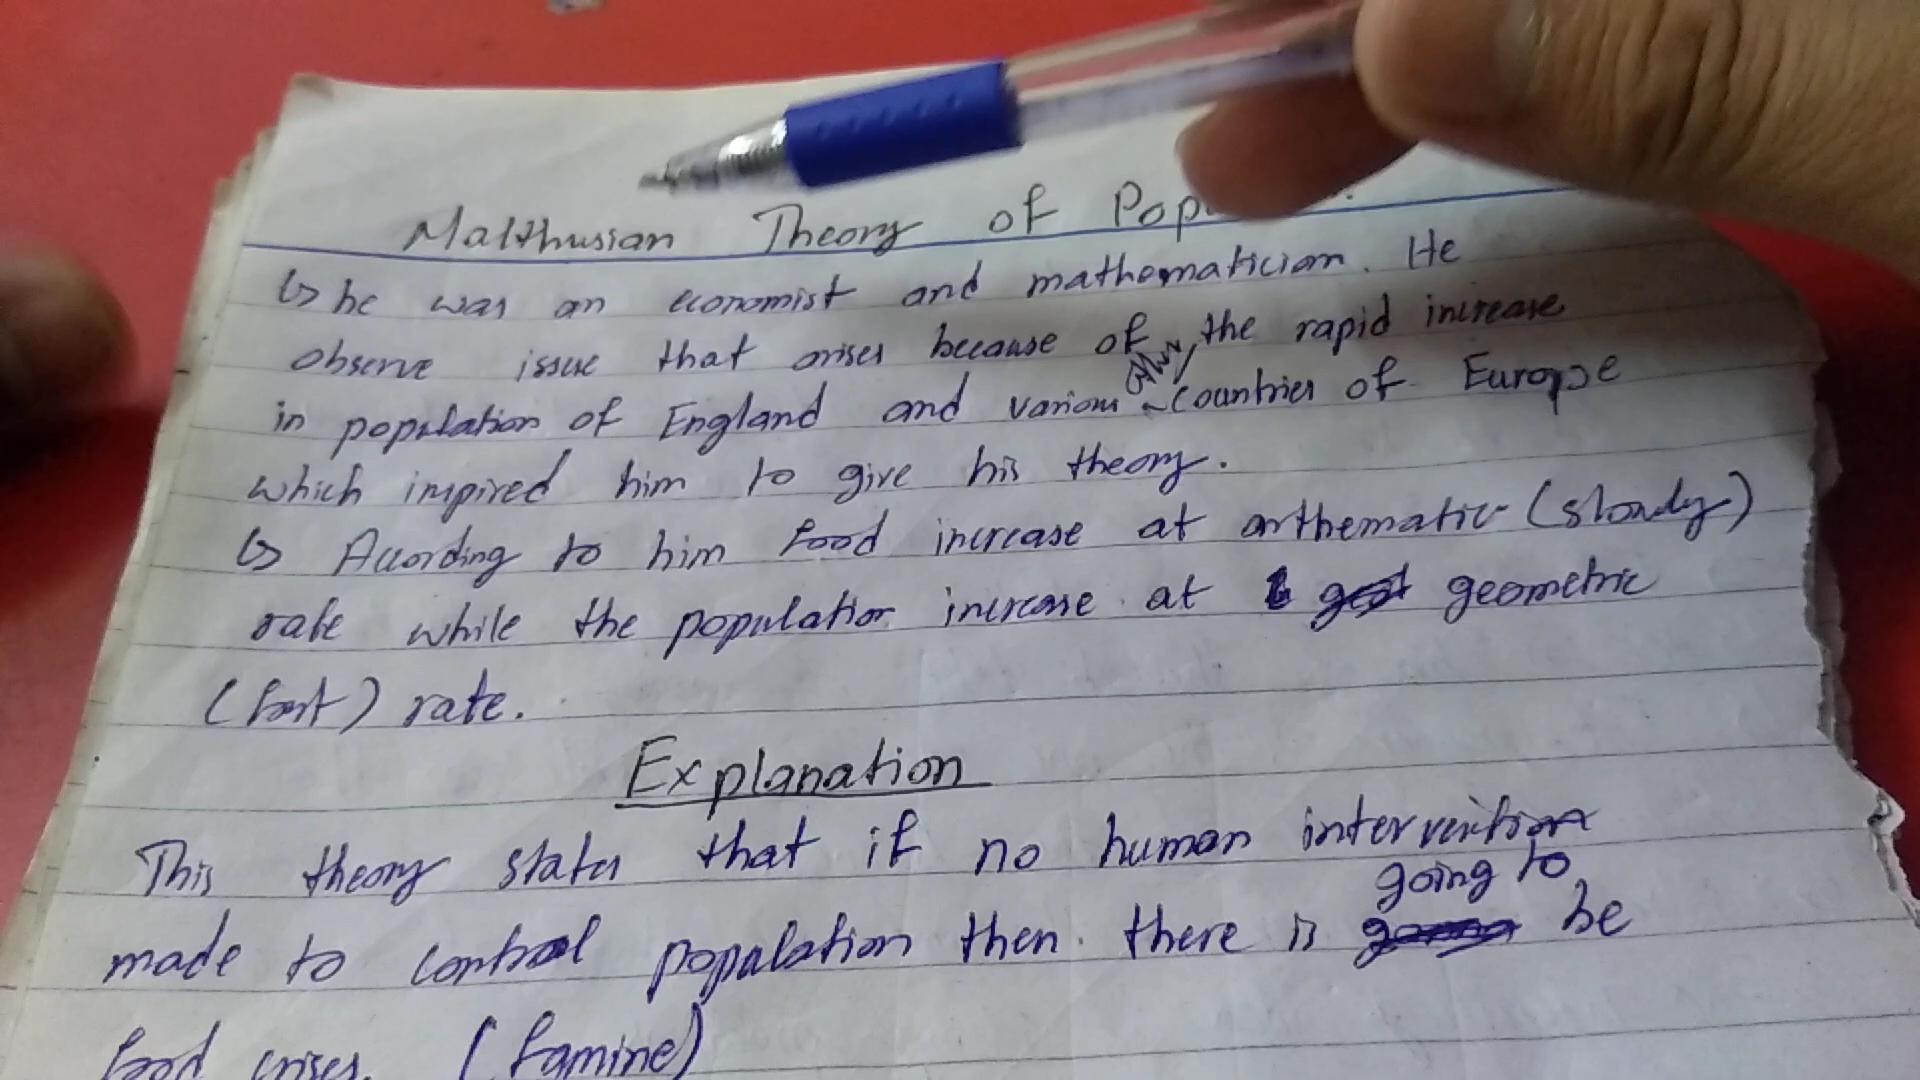 Malthusian Theory of Pop
↳ he was an economist and mathematician. He
observe issue that arises because of the rapid increase
in population of England and various other countries of Europe
which inspired him to give his theory.
↳ According to him food increase at arthematic (slowly)
rate while the population increase at geometric
(fast) rate.
Explanation
This theory states that if no human intervention
made to control population then there is going to be
food crises. (famine)